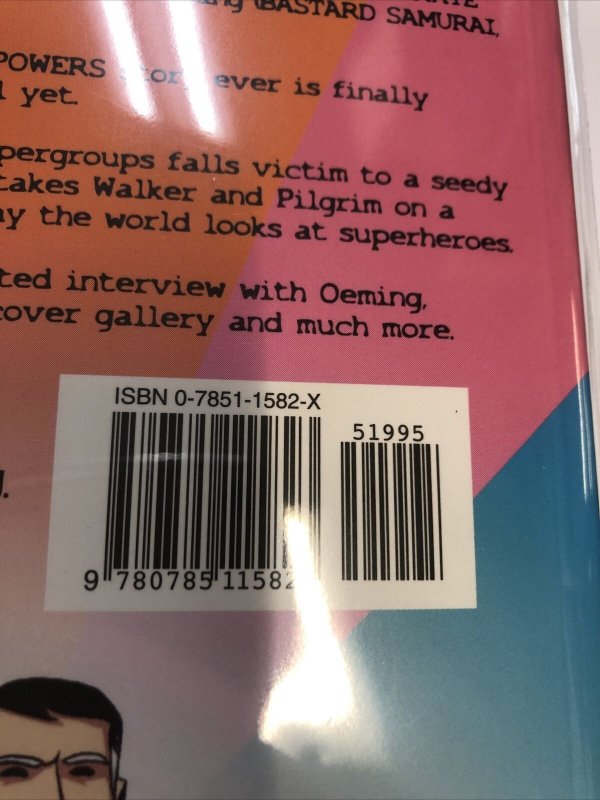 (BASTARD SAMURAI,
POWERS story ever is finally
yet.
pergroups falls victim to a seedy
takes Walker and Pilgrim on a
the world looks at superheroes.
ted interview with Oeming,
cover gallery and much more.
ISBN 0-7851-1582-X
51995
9 780785 11582